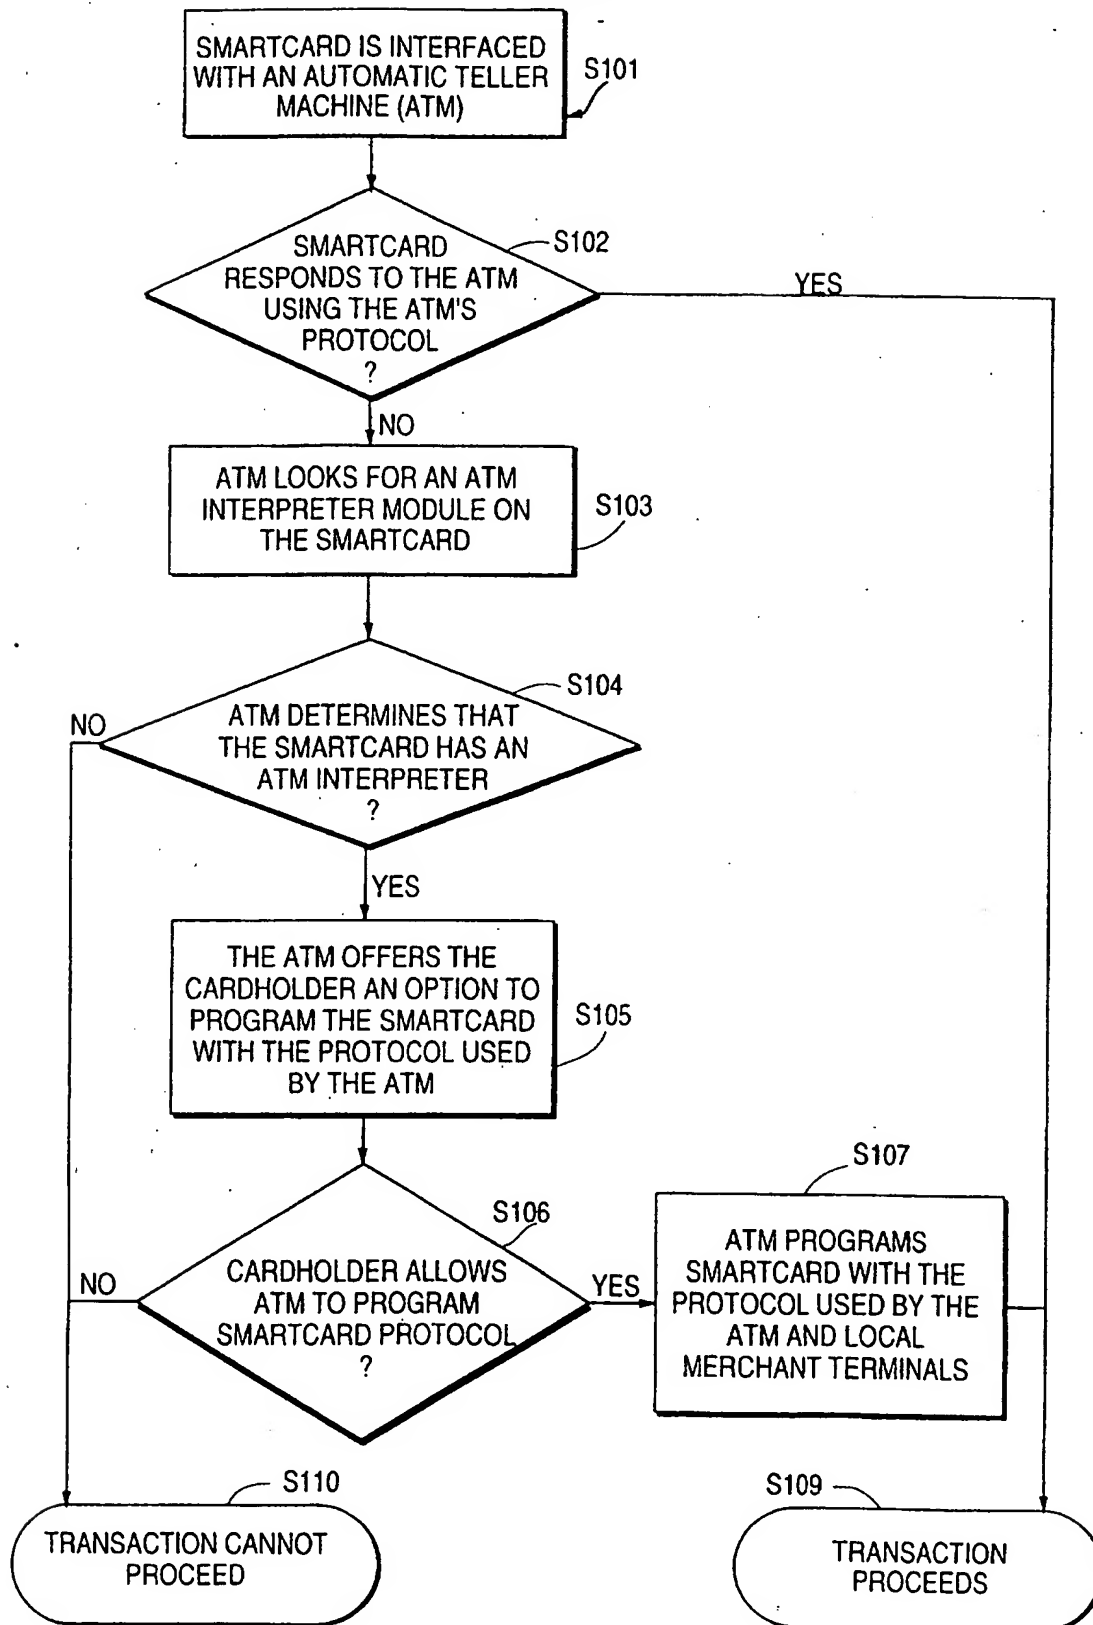 SMARTCARD IS INTERFACED
WITH AN AUTOMATIC TELLER
MACHINE (ATM)
S101
SMARTCARD
RESPONDS TO THE ATM
USING THE ATM'S
PROTOCOL
?
S102
YES
NO
ATM LOOKS FOR AN ATM
INTERPRETER MODULE ON
THE SMARTCARD
S103
S104
NO
ATM DETERMINES THAT
THE SMARTCARD HAS AN
ATM INTERPRETER
?
YES
THE ATM OFFERS THE
CARDHOLDER AN OPTION TO
PROGRAM THE SMARTCARD
WITH THE PROTOCOL USED
BY THE ATM
S105
S106
NO
CARDHOLDER ALLOWS
ATM TO PROGRAM
SMARTCARD PROTOCOL
?
YES
S107
ATM PROGRAMS
SMARTCARD WITH THE
PROTOCOL USED BY THE
ATM AND LOCAL
MERCHANT TERMINALS
S110
TRANSACTION CANNOT
PROCEED
S109
TRANSACTION
PROCEEDS